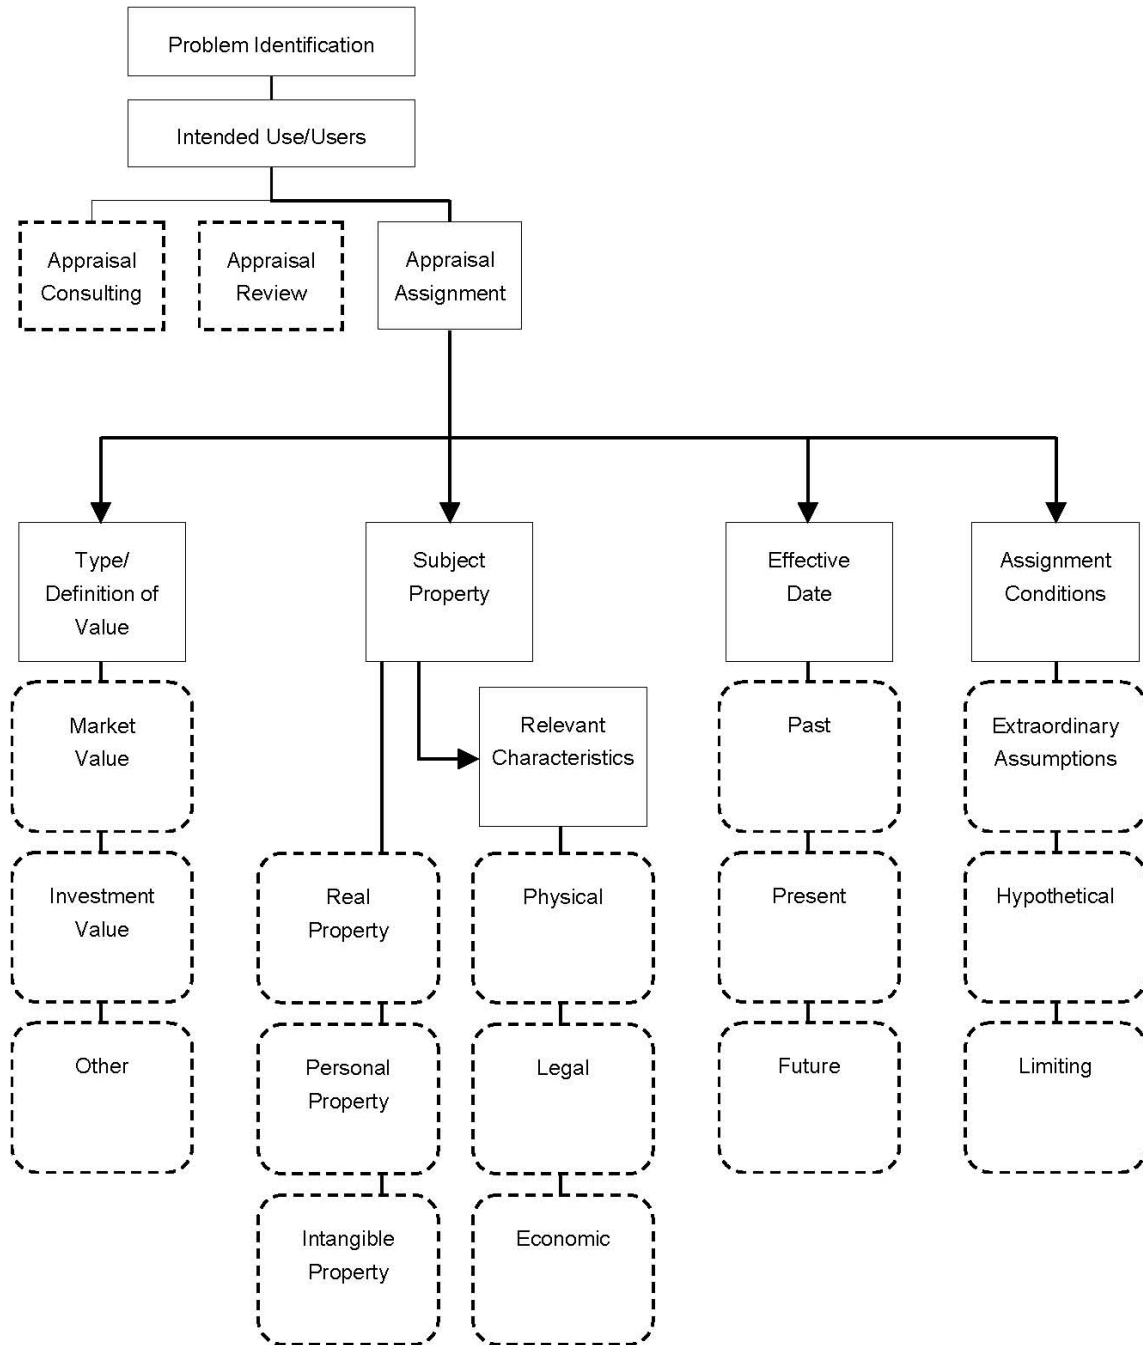 Problem Identification
Intended Use/Users
Appraisal
Consulting
Appraisal
Review
Appraisal
Assignment
Type/
Definition of
Value
Subject
Property
Effective
Date
Assignment
Conditions
Market
Value
Relevant
Characteristics
Past
Extraordinary
Assumptions
Investment
Value
Real
Property
Physical
Present
Hypothetical
Other
Personal
Property
Legal
Future
Limiting
Intangible
Property
Economic